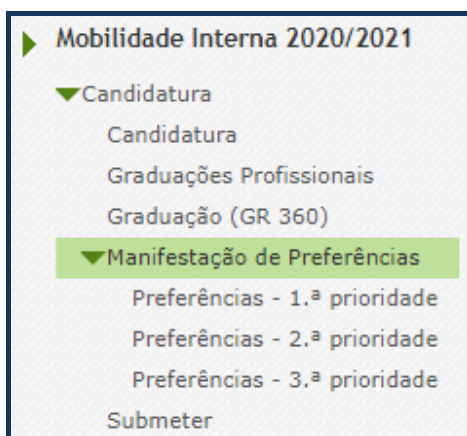 Mobilidade Interna 2020/2021
Candidatura
Candidatura
Graduações Profissionais
Graduação (GR 360)
Manifestação de Preferências
Preferências - 1.ª prioridade
Preferências - 2.ª prioridade
Preferências - 3.ª prioridade
Submeter